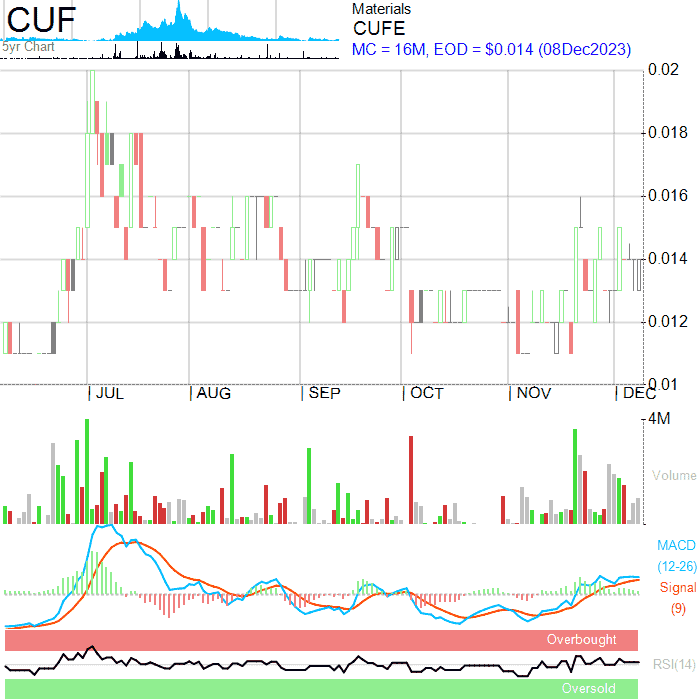 CUF
5yr Chart
Materials
CUFE
MC = 16M, EOD = $0.014 (08Dec2023)
0.02
0.018
0.016
0.014
0.012
0.01
JUL AUG SEP OCT NOV DEC
4M
Volume
MACD
(12-26)
Signal
(9)
Overbought
RSI(14)
Oversold